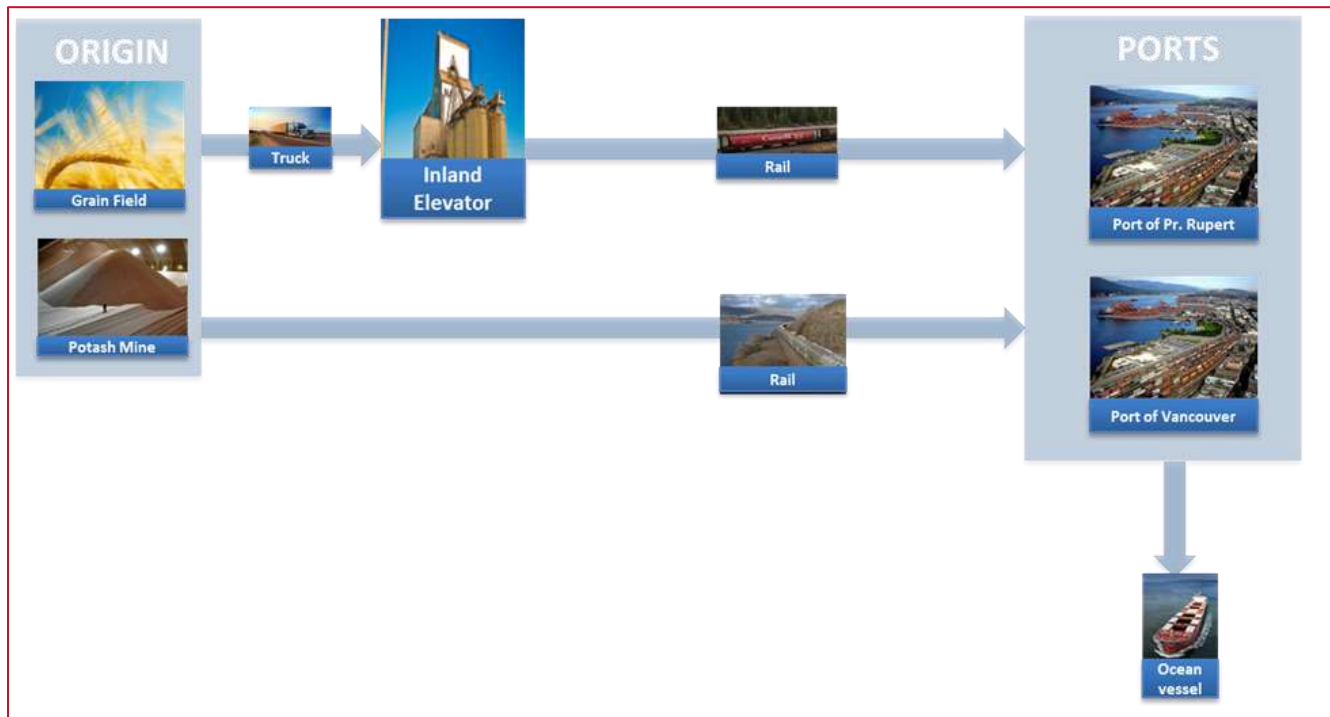 ORIGIN
Grain Field
Potash Mine
Truck
Inland
Elevator
Rail
Rail
PORTS
Port of Pr. Rupert
Port of Vancouver
Ocean
vessel